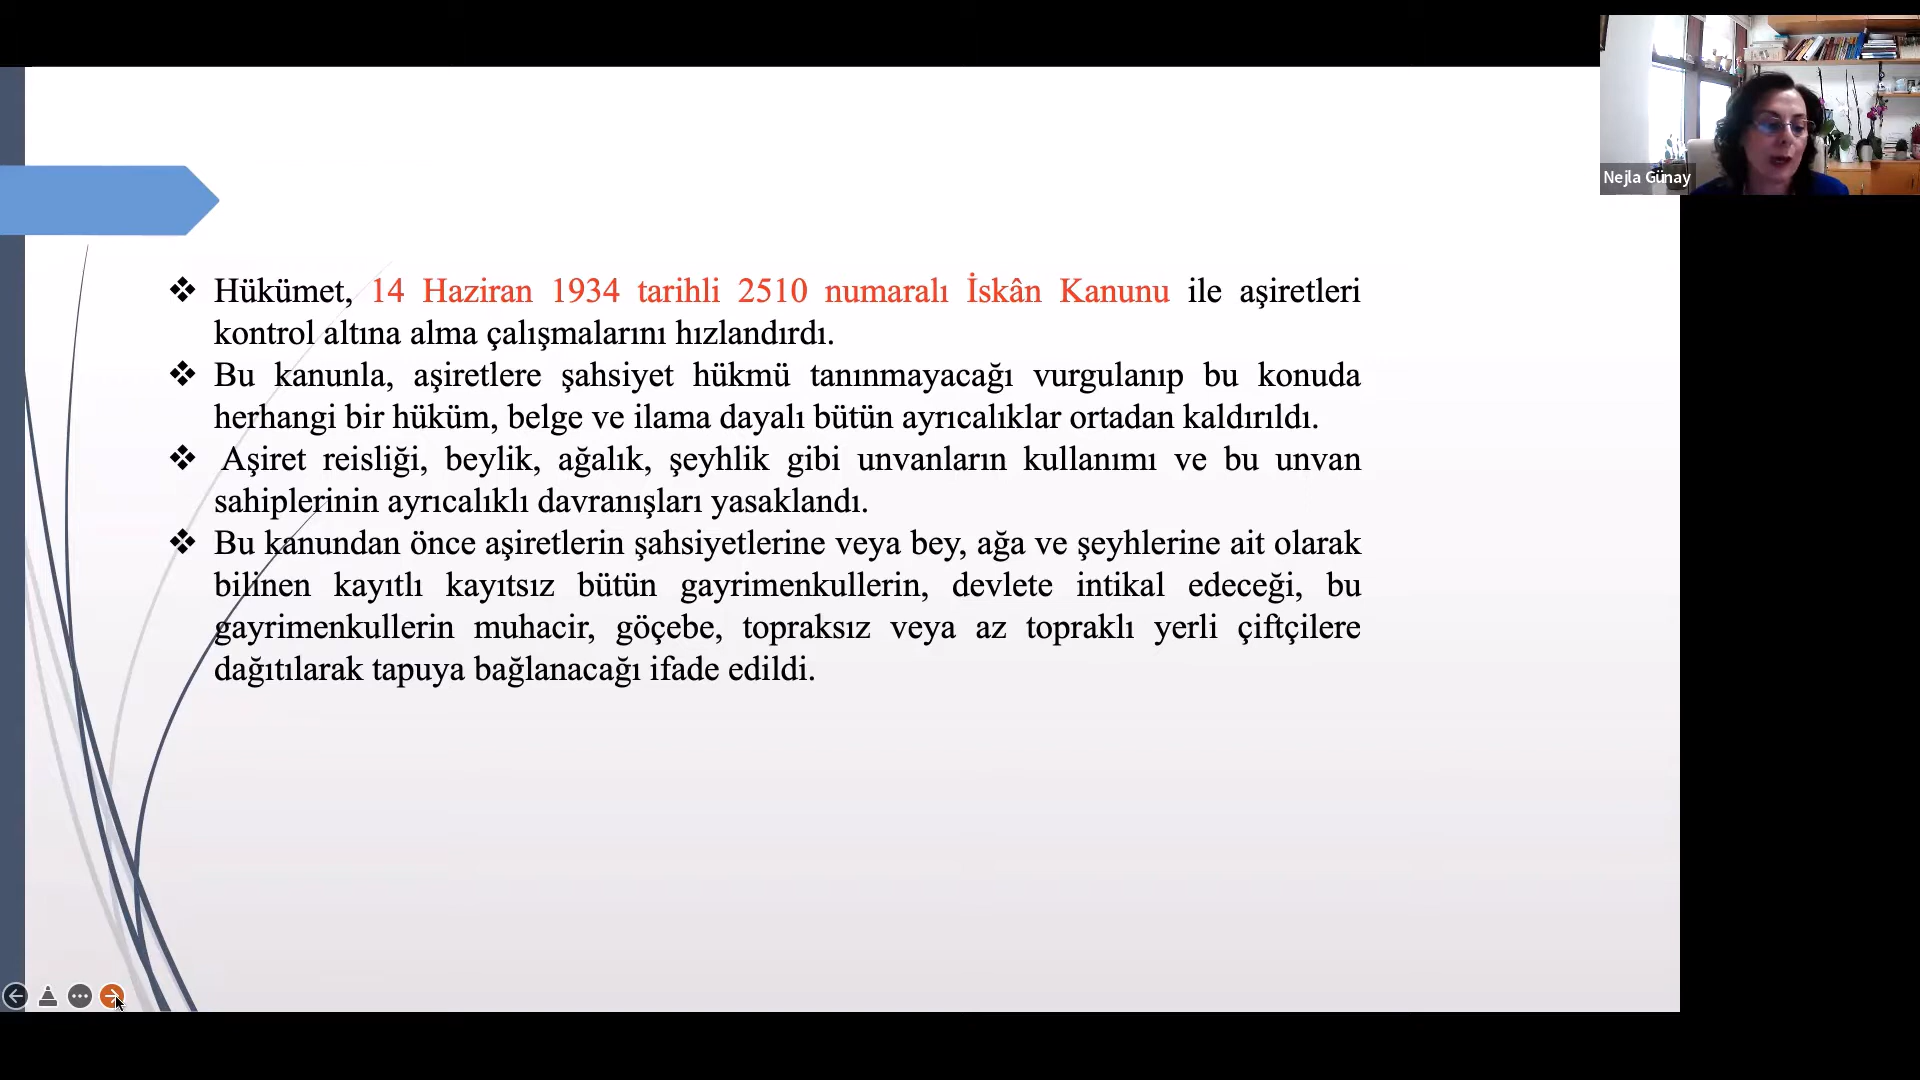 Nejla Günay
❖ Hükümet, 14 Haziran 1934 tarihli 2510 numaralı İskân Kanunu ile aşiretleri
kontrol altına alma çalışmalarını hızlandırdı.
❖ Bu kanunla, aşiretlere şahsiyet hükmü tanınmayacağı vurgulanıp bu konuda
herhangi bir hüküm, belge ve ilama dayalı bütün ayrıcalıklar ortadan kaldırıldı.
❖ Aşiret reisliği, beylik, ağalık, şeyhlik gibi unvanların kullanımı ve bu unvan
sahiplerinin ayrıcalıklı davranışları yasaklandı.
❖ Bu kanundan önce aşiretlerin şahsiyetlerine veya bey, ağa ve şeyhlerine ait olarak
bilinen kayıtlı kayıtsız bütün gayrimenkullerin, devlete intikal edeceği, bu
gayrimenkullerin muhacir, göçebe, topraksız veya az topraklı yerli çiftçilere
dağıtılarak tapuya bağlanacağı ifade edildi.